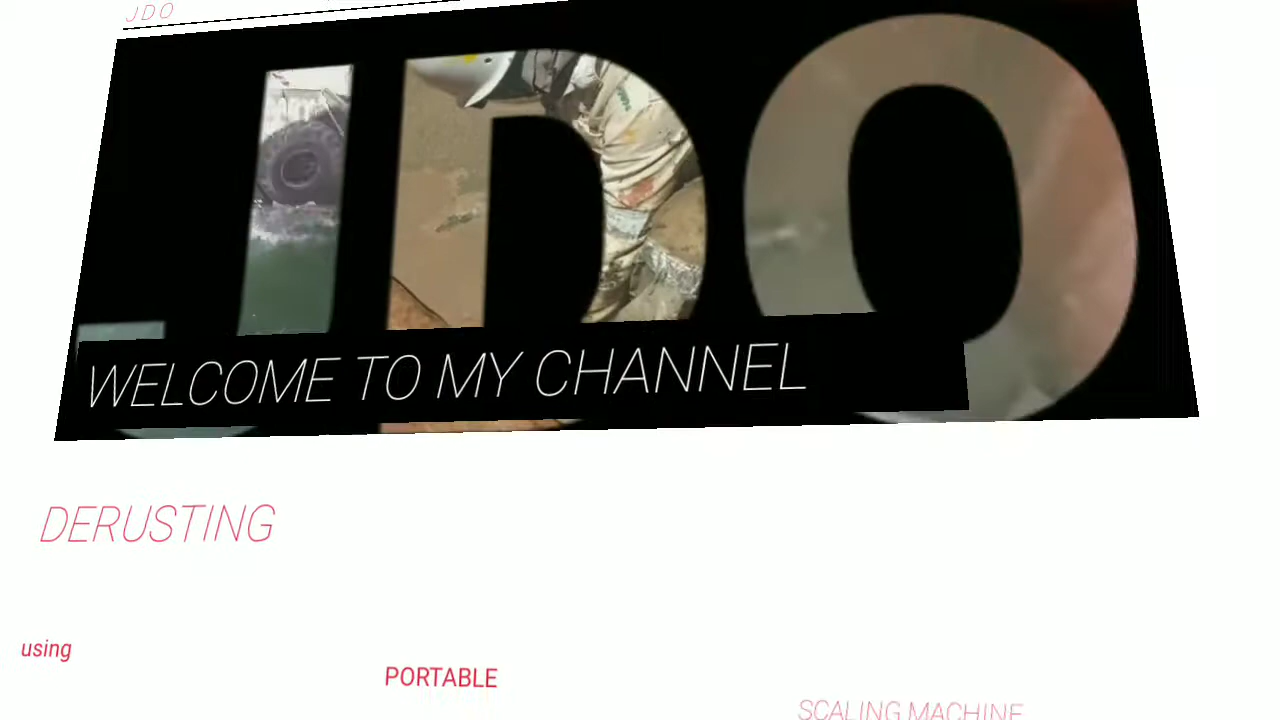 JDO
JDO
WELCOME TO MY CHANNEL
DERUSTING
using
PORTABLE
SCALING MACHINE